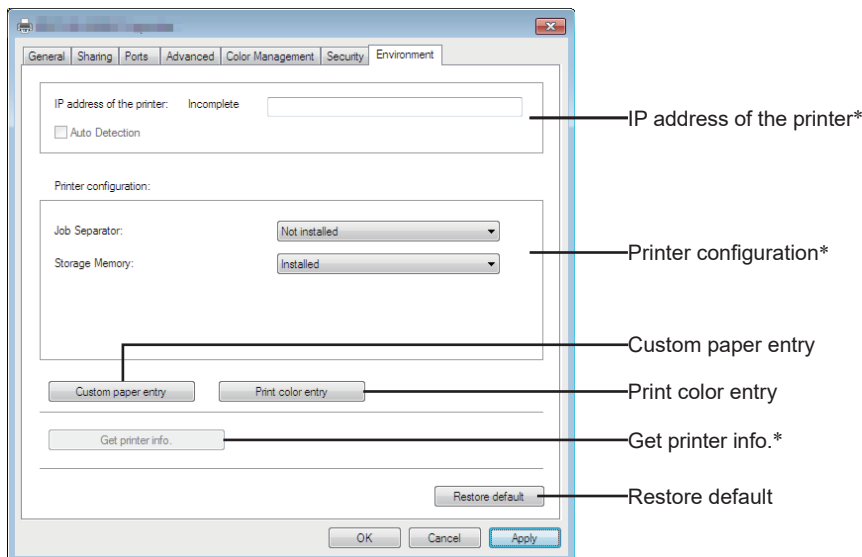 General Sharing Ports Advanced Color Management Security Environment
IP address of the printer: Incomplete
Auto Detection
IP address of the printer*
Printer configuration:
Job Separator: Not installed
Storage Memory: Installed
Printer configuration*
Custom paper entry
Print color entry
Custom paper entry Print color entry
Get printer info.
Get printer info.*
Restore default
Restore default
OK Cancel Apply